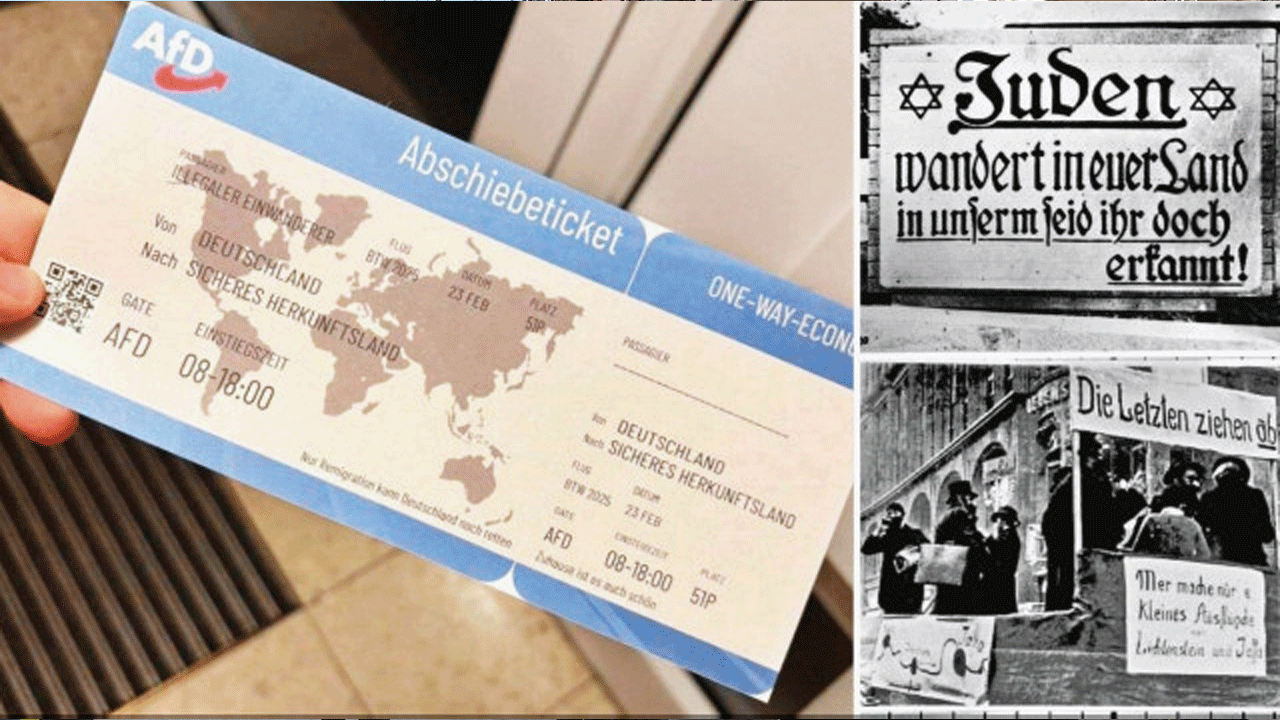 AfD
Abschiebeticket
ONE-WAY-ECON
PASSAGIER
ILLEGALER EINWANDERER
Von DEUTSCHLAND
Nach SICHERES HERKUNFTSLAND
FLUG
BTW 2025
DATUM
23 FEB
PLATZ
51P
GATE
AFD
EINSTIEGSZEIT
08-18:00
Nur Remigration kann Deutschland noch retten
PASSAGIER
Von DEUTSCHLAND
Nach SICHERES HERKUNFTSLAND
FLUG
BTW 2025
DATUM
23 FEB
GATE
AFD
EINSTIEGSZEIT
08-18:00
PLATZ
51P
Zuhause ist es auch schön
Juden
wandert in euer Land
in unserm seid ihr doch
erkannt!
Die Letzten ziehen ab
Mer mache nur
Kleines
und